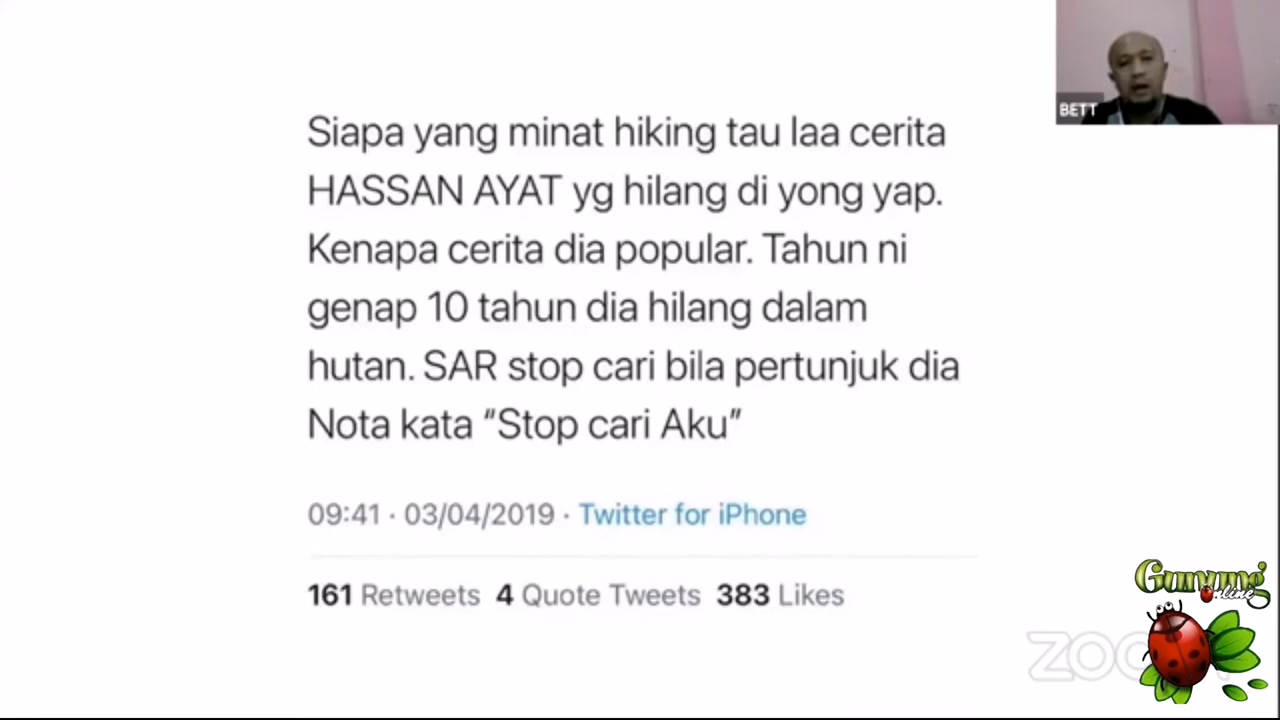 BETT
Siapa yang minat hiking tau laa cerita
HASSAN AYAT yg hilang di yong yap.
Kenapa cerita dia popular. Tahun ni
genap 10 tahun dia hilang dalam
hutan. SAR stop cari bila pertunjuk dia
Nota kata “Stop cari Aku”
09:41 · 03/04/2019 · Twitter for iPhone
161 Retweets 4 Quote Tweets 383 Likes
Gunung
Online